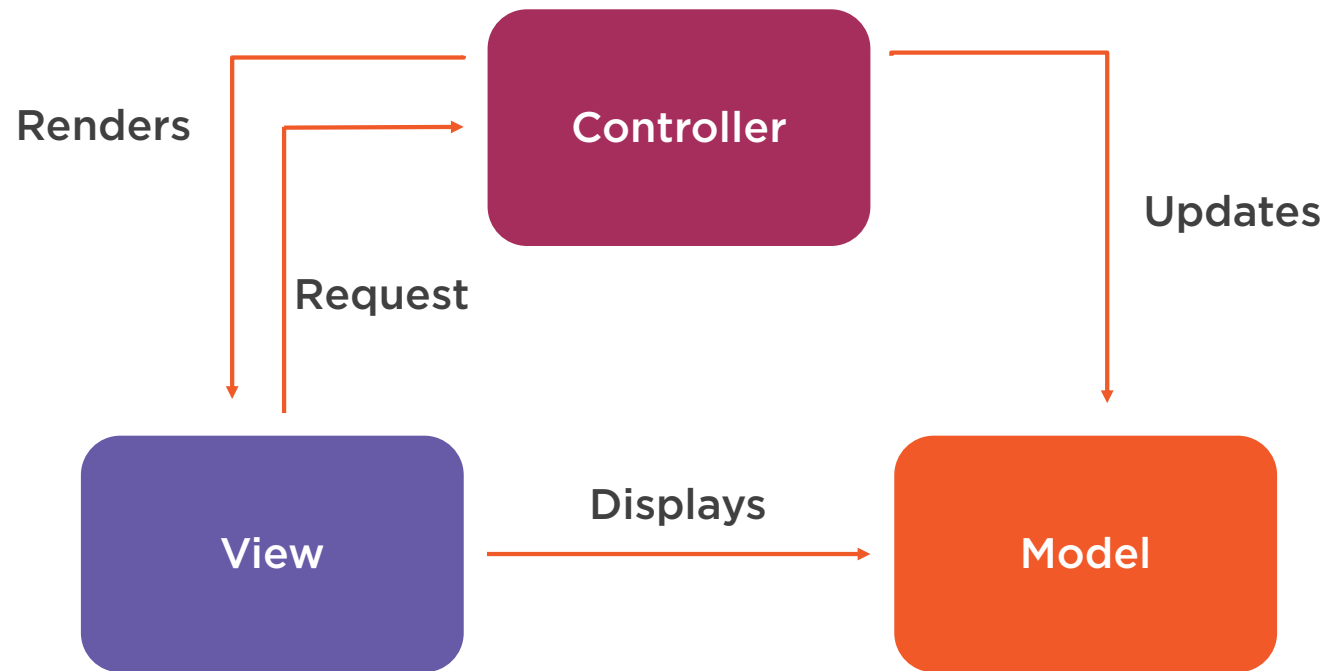 Controller
Renders
Updates
Request
Displays
View
Model